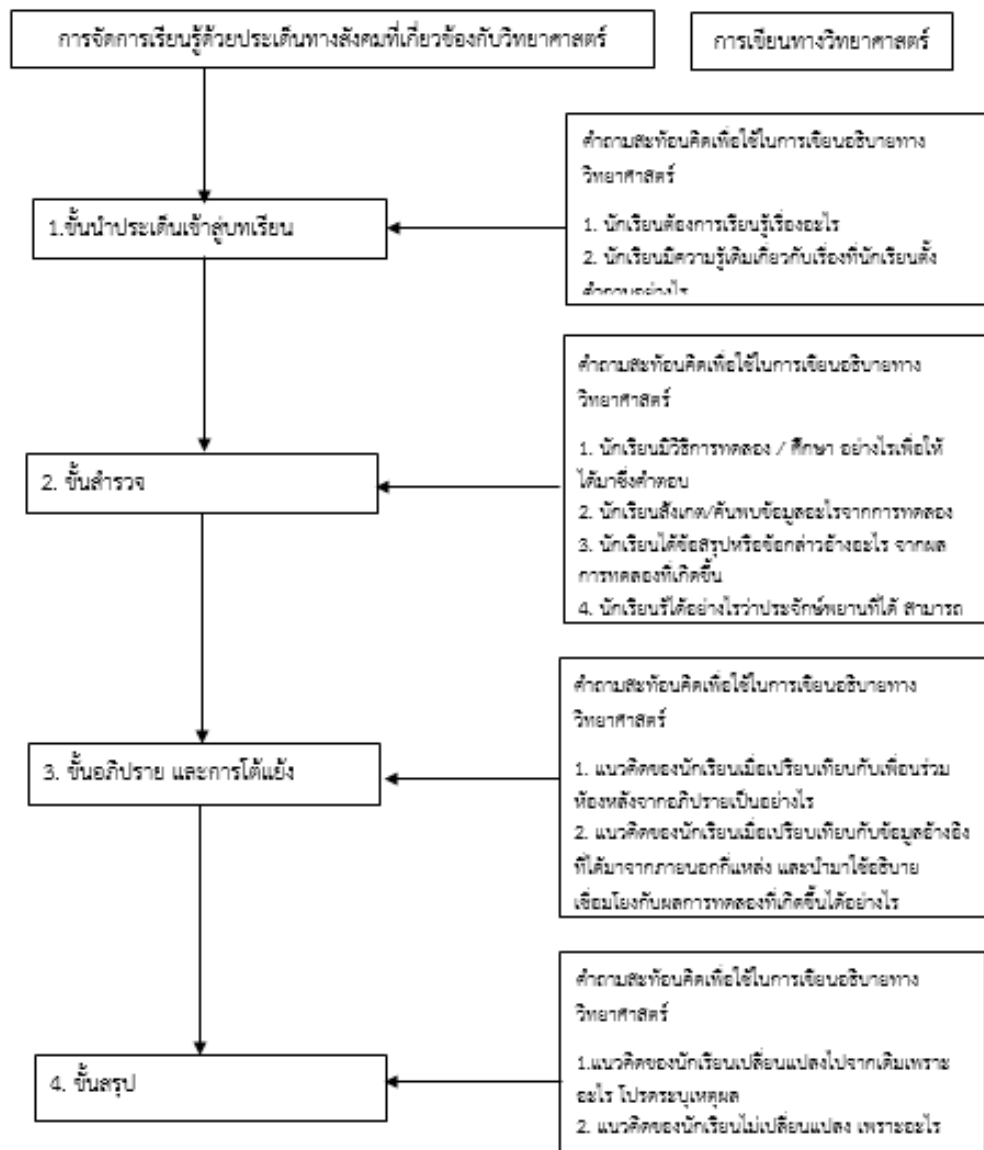 การจัดการเรียนรู้ด้วยประเด็นทางสังคมที่เกี่ยวข้องกับวิทยาศาสตร์
การเขียนทางวิทยาศาสตร์
คำถามสะท้อนคิดเพื่อใช้ในการเขียนอธิบายทาง
วิทยาศาสตร์
1. นักเรียนต้องการเรียนรู้เรื่องอะไร
2. นักเรียนมีความรู้เดิมเกี่ยวกับเรื่องที่นักเรียนตั้ง
คำถามอย่างไร
1.ขั้นนำประเด็นเข้าสู่บทเรียน
คำถามสะท้อนคิดเพื่อใช้ในการเขียนอธิบายทาง
วิทยาศาสตร์
1. นักเรียนมีวิธีการทดลอง / ศึกษา อย่างไรเพื่อให้
ได้มาซึ่งคำตอบ
2. นักเรียนสังเกต/ค้นพบข้อมูลอะไรจากการทดลอง
3. นักเรียนได้ข้อสรุปหรือข้อกล่าวอ้างอะไร จากผล
การทดลองที่เกิดขึ้น
4. นักเรียนรู้ได้อย่างไรว่าประจักษ์พยานที่ได้ สามารถ
2. ขั้นสำรวจ
คำถามสะท้อนคิดเพื่อใช้ในการเขียนอธิบายทาง
วิทยาศาสตร์
1. แนวคิดของนักเรียนเมื่อเปรียบเทียบกับเพื่อนร่วม
ห้องหลังจากอภิปรายเป็นอย่างไร
2. แนวคิดของนักเรียนเมื่อเปรียบเทียบกับข้อมูลอ้างอิง
ที่ได้มาจากภายนอกกี่แหล่ง และนำมาใช้อธิบาย
เชื่อมโยงกับผลการทดลองที่เกิดขึ้นได้อย่างไร
3. ขั้นอภิปราย และการโต้แย้ง
คำถามสะท้อนคิดเพื่อใช้ในการเขียนอธิบายทาง
วิทยาศาสตร์
1.แนวคิดของนักเรียนเปลี่ยนแปลงไปจากเดิมเพราะ
อะไร โปรดระบุเหตุผล
2. แนวคิดของนักเรียนไม่เปลี่ยนแปลง เพราะอะไร
4. ขั้นสรุป